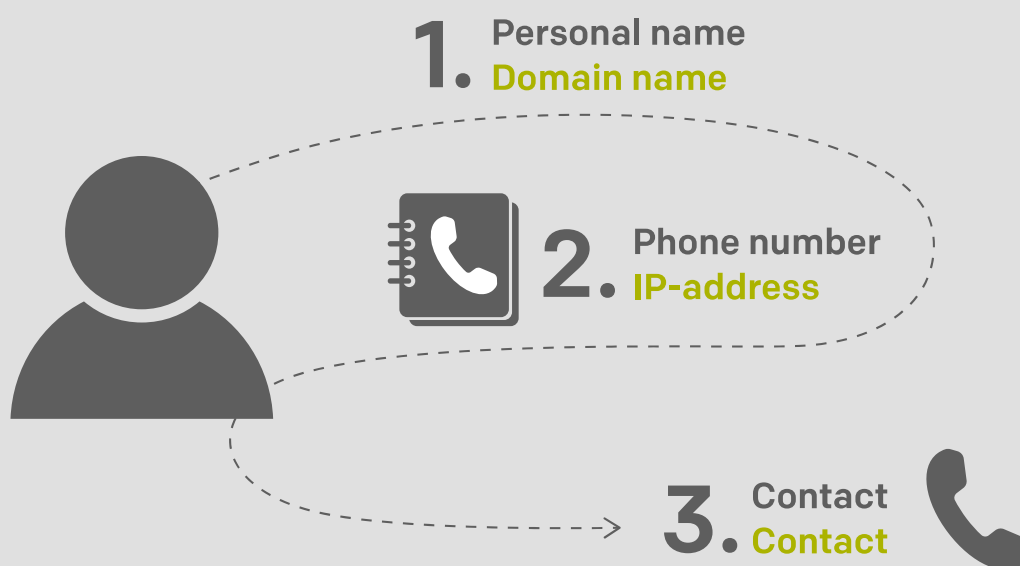 1. Personal name
Domain name
2. Phone number
IP-address
3. Contact
Contact